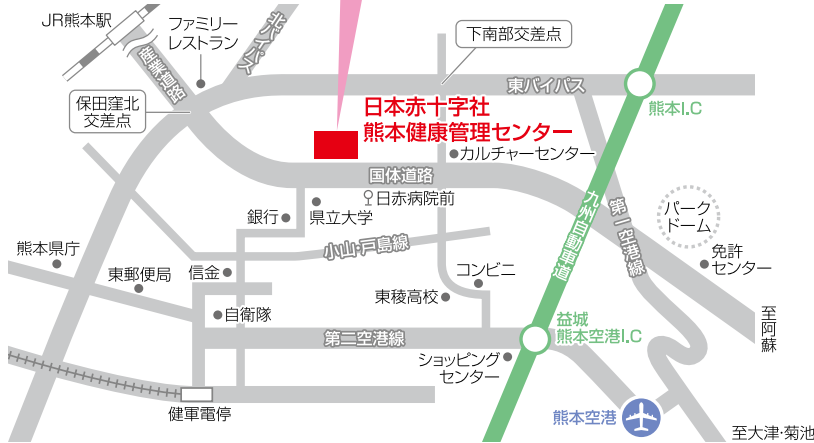 JR熊本駅
ファミリー
レストラン
北バイパス
下南部交差点
産業道路
東バイパス
保田窪北
交差点
日本赤十字社
熊本健康管理センター
熊本I.C
カルチャーセンター
国体道路
日赤病院前
県立大学
銀行
九州自動車道
第一空港線
パーク
ドーム
小山・戸島線
熊本県庁
東郵便局
信金
コンビニ
免許
センター
東稜高校
自衛隊
至阿蘇
益城
熊本空港I.C
第二空港線
ショッピング
センター
健軍電停
熊本空港
至大津・菊池